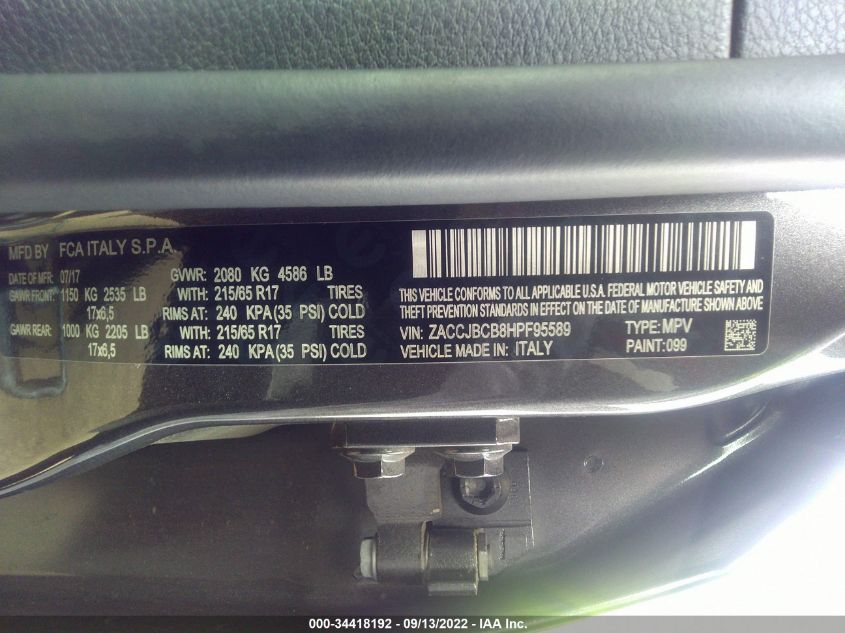 MFD BY FCA ITALY S.P.A.
DATE OF MFR: 07/17 GVWR: 2080 KG 4586 LB
GAWR FRONT: 1150 KG 2535 LB WITH: 215/65 R17 TIRES
17x6,5 RIMS AT: 240 KPA(35 PSI) COLD
GAWR REAR: 1000 KG 2205 LB WITH: 215/65 R17 TIRES
17x6,5 RIMS AT: 240 KPA(35 PSI) COLD
THIS VEHICLE CONFORMS TO ALL APPLICABLE U.S.A. FEDERAL MOTOR VEHICLE SAFETY AND
THEFT PREVENTION STANDARDS IN EFFECT ON THE DATE OF MANUFACTURE SHOWN ABOVE
VIN: ZACCJBCB8HPF95589 TYPE: MPV
VEHICLE MADE IN: ITALY PAINT: 099
000-34418192 - 09/13/2022 - IAA Inc.